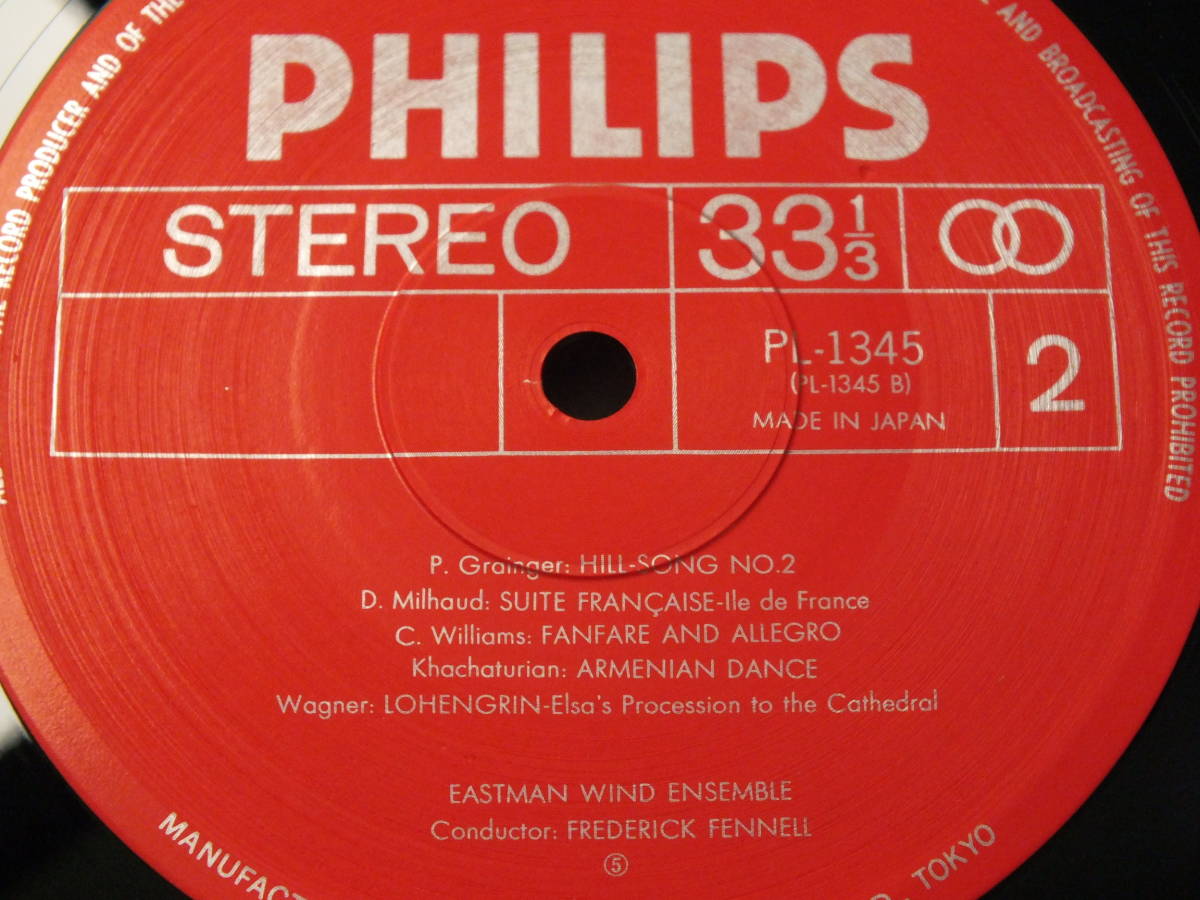 RECORD PRODUCER AND OF THE
AND BROADCASTING OF THIS RECORD PROHIBITED
PHILIPS
STEREO
33 1/3
PL-1345
(PL-1345 B)
MADE IN JAPAN
2
P. Grainger: HILL-SONG NO.2
D. Milhaud: SUITE FRANÇAISE-Ile de France
C. Williams: FANFARE AND ALLEGRO
Khachaturian: ARMENIAN DANCE
Wagner: LOHENGRIN-Elsa's Procession to the Cathedral
EASTMAN WIND ENSEMBLE
Conductor: FREDERICK FENNELL
⑤
MANUFACT
TOKYO